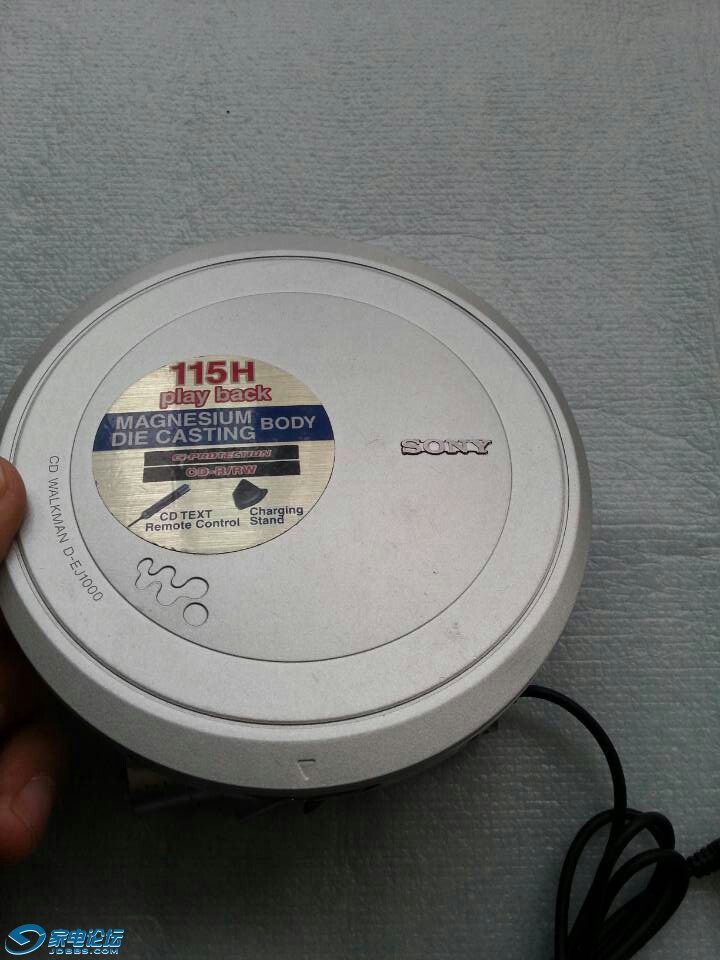 115H
play back
MAGNESIUM
DIE CASTING BODY
G-PROTECTION
CD-R/RW
CD TEXT
Remote Control
Charging
Stand
SONY
CD WALKMAN D-EJ1000
家电论坛
JDBBS.COM